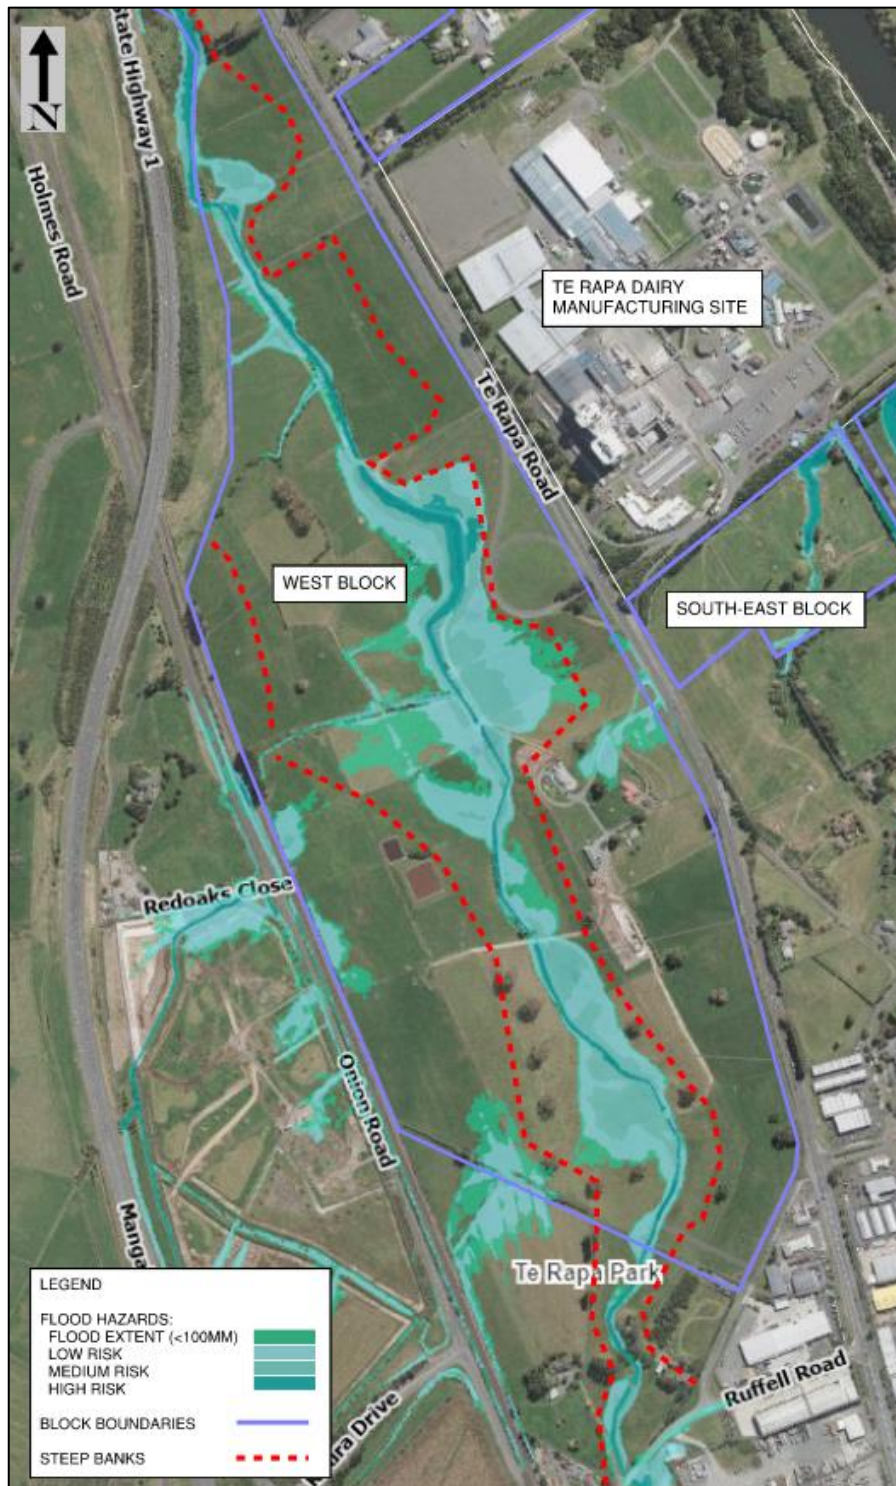 State Highway 1
N
Holmes Road
TE RAPA DAIRY
MANUFACTURING SITE
Te Rapa Road
WEST BLOCK
SOUTH-EAST BLOCK
Redoaks Close
Onion Road
Te Rapa Park
Ruffell Road
LEGEND
FLOOD HAZARDS:
FLOOD EXTENT (<100MM)
LOW RISK
MEDIUM RISK
HIGH RISK
BLOCK BOUNDARIES
STEEP BANKS
Drive